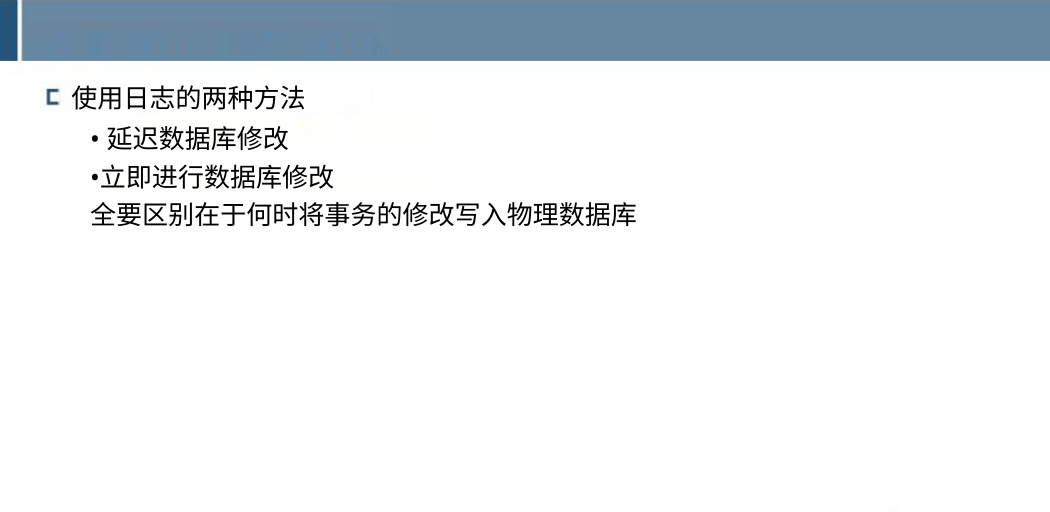 使用日志的两种方法
• 延迟数据库修改
•立即进行数据库修改
全要区别在于何时将事务的修改写入物理数据库